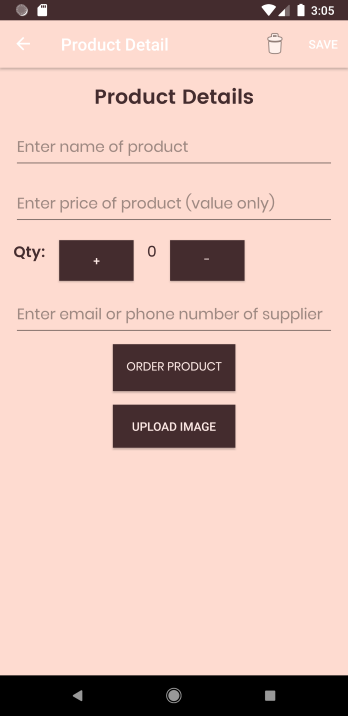 3:05
Product Detail
SAVE
Product Details
Enter name of product
Enter price of product (value only)
Qty: + 0 -
Enter email or phone number of supplier
ORDER PRODUCT
UPLOAD IMAGE